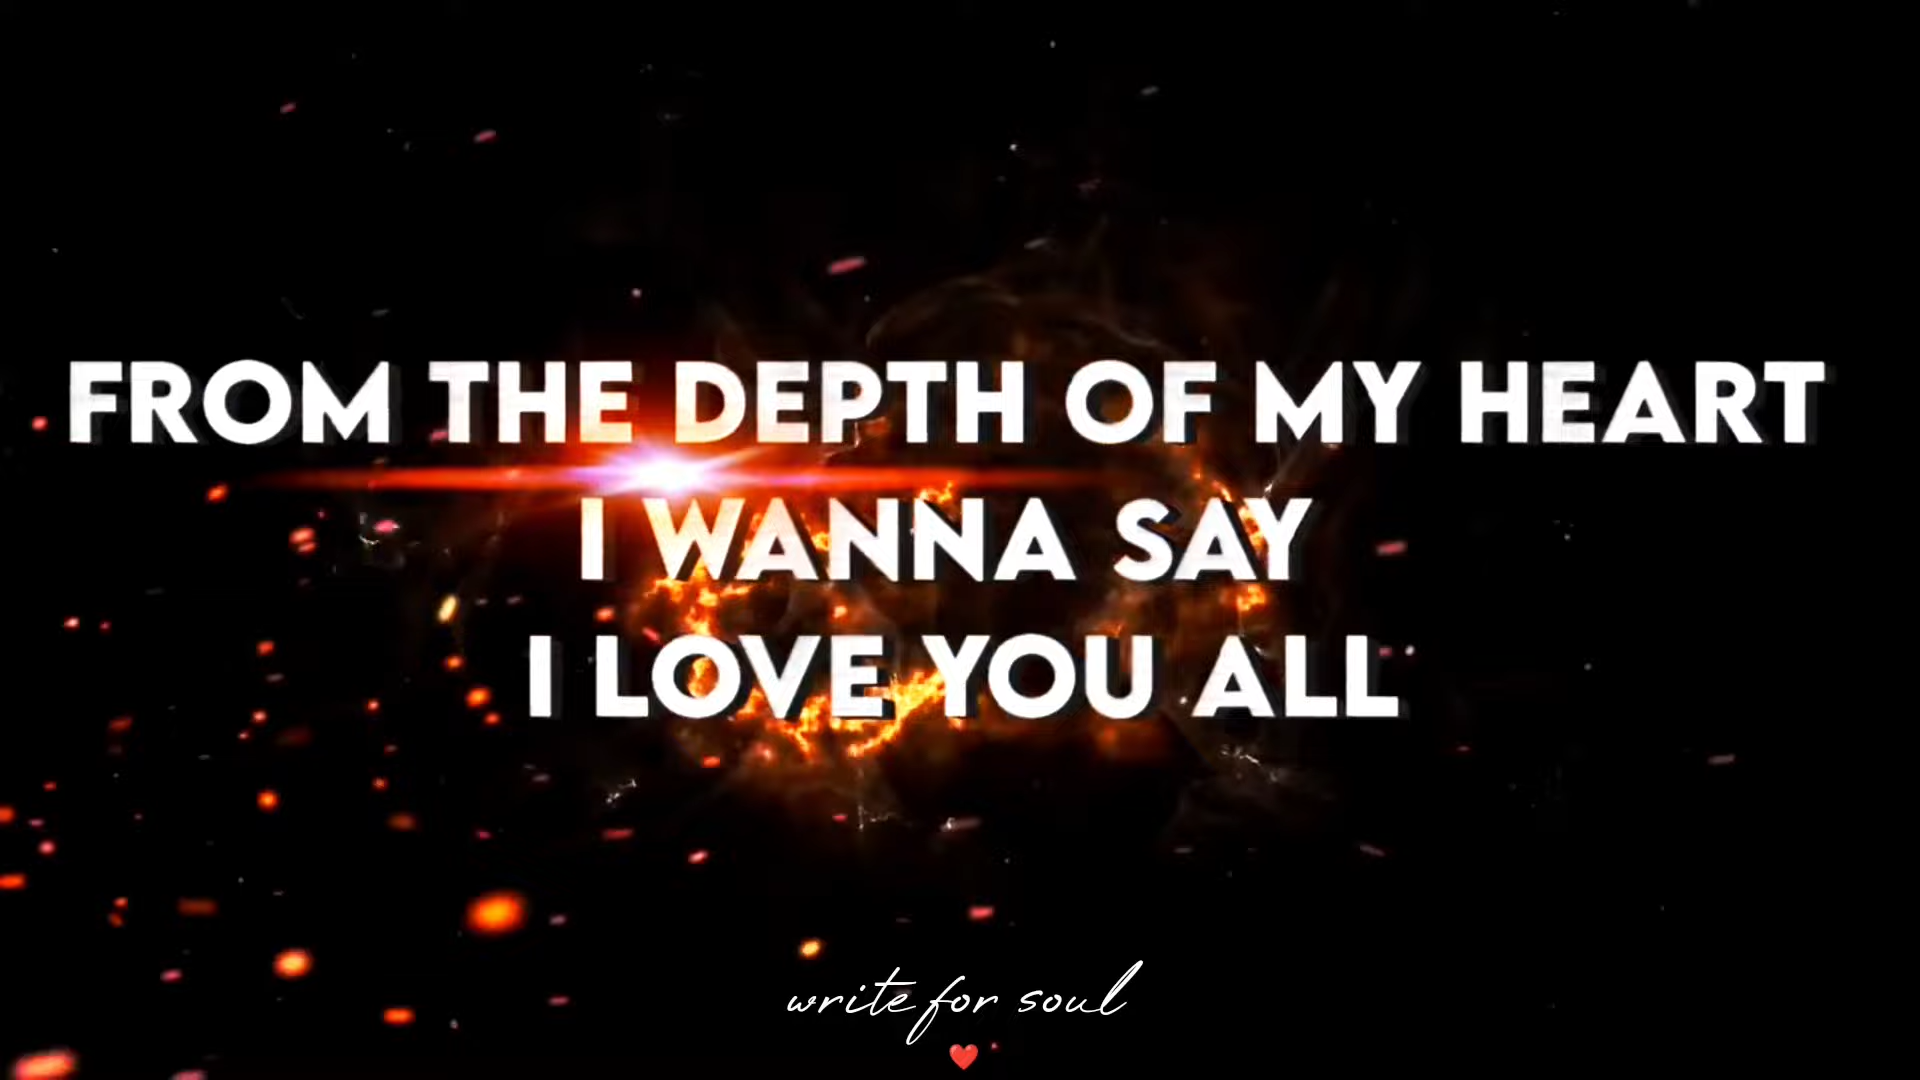 FROM THE DEPTH OF MY HEART
I WANNA SAY
I LOVE YOU ALL
write for soul
❤️